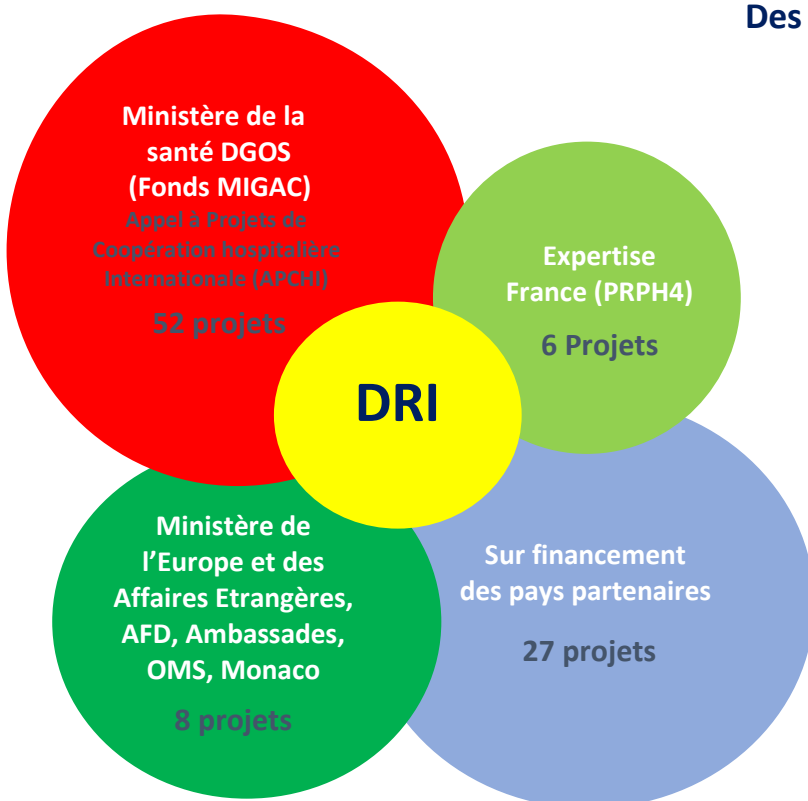 Des
Ministère de la
santé DGOS
(Fonds MIGAC)
Appel à Projets de
Coopération hospitalière
Internationale (APCHI)
52 projets
Expertise
France (PRPH4)
6 Projets
DRI
Ministère de
l’Europe et des
Affaires Etrangères,
AFD, Ambassades,
OMS, Monaco
8 projets
Sur financement
des pays partenaires
27 projets